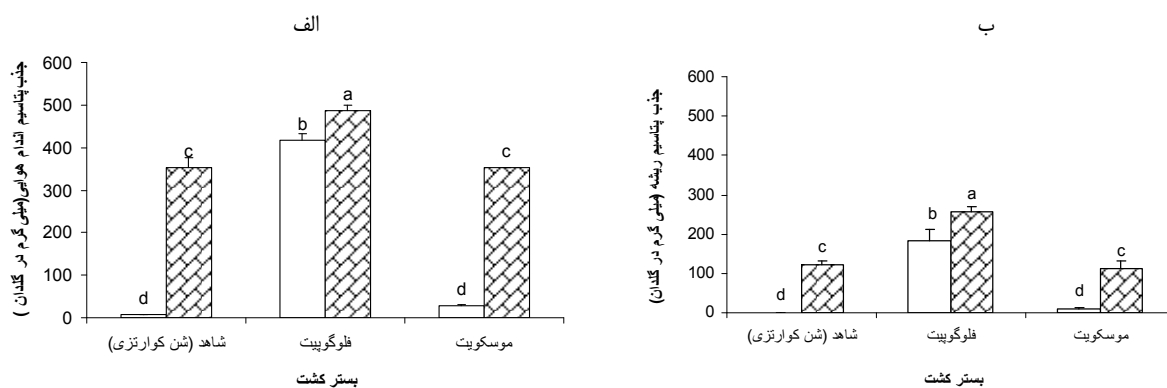 الف
جذب پتاسیم اندام هوایی(میلی گرم در گلدان )
600
500
400
300
200
100
0
d
c
b
a
d
c
شاهد (شن کوارتزی)
فلوگوپیت
موسکویت
بستر کشت
ب
جذب پتاسیم ریشه (میلی گرم در گلدان)
600
500
400
300
200
100
0
d
c
b
a
d
c
شاهد (شن کوارتزی)
فلوگوپیت
موسکویت
بستر کشت